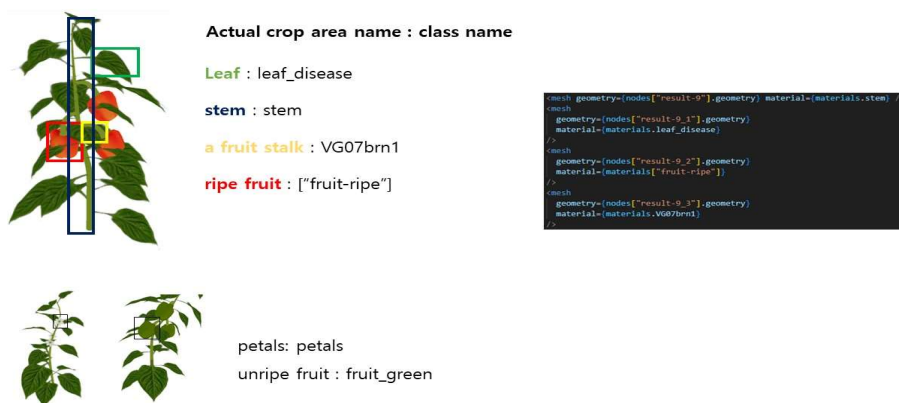 Actual crop area name : class name
Leaf : leaf_disease
stem : stem
a fruit stalk : VG07brn1
ripe fruit : ["fruit-ripe"]
<mesh geometry={nodes["result-9"].geometry} material={materials.stem} /
<mesh
geometry={nodes["result-9_1"].geometry}
material={materials.leaf_disease}
/>
<mesh
geometry={nodes["result-9_2"].geometry}
material={materials["fruit-ripe"]}
/>
<mesh
geometry={nodes["result-9_3"].geometry}
material={materials.VG07brn1}
/>
petals: petals
unripe fruit : fruit_green